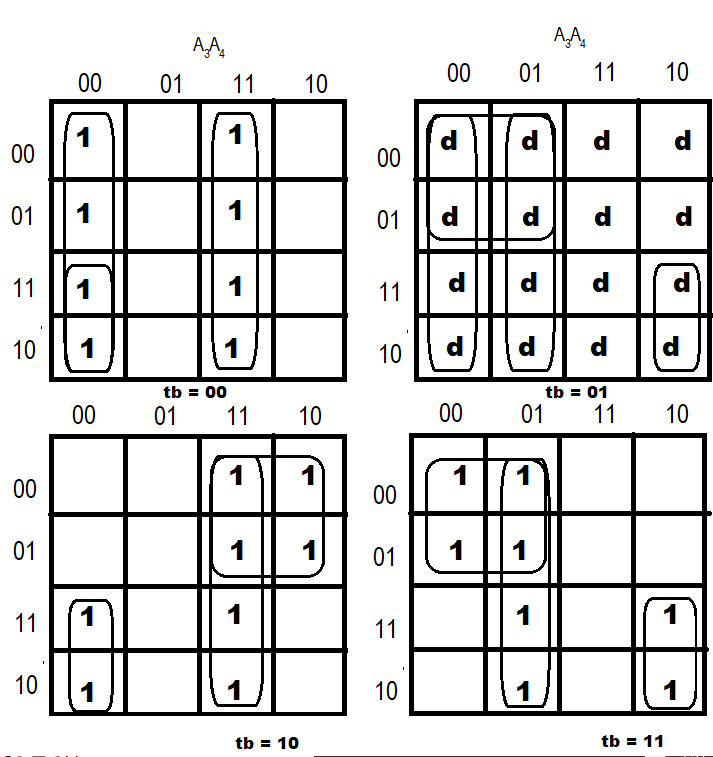 A3A4
A3A4
00 01 11 10
00 01 11 10
00 1 1
00 d d d d
01 1 1
01 d d d d
11 1 1
11 d d d d
10 1 1
10 d d d d
tb = 00
tb = 01
00 01 11 10
00 01 11 10
00 1 1
00 1 1
01 1 1
01 1 1
11 1 1
11 1 1
10 1 1
10 1 1
tb = 10
tb = 11